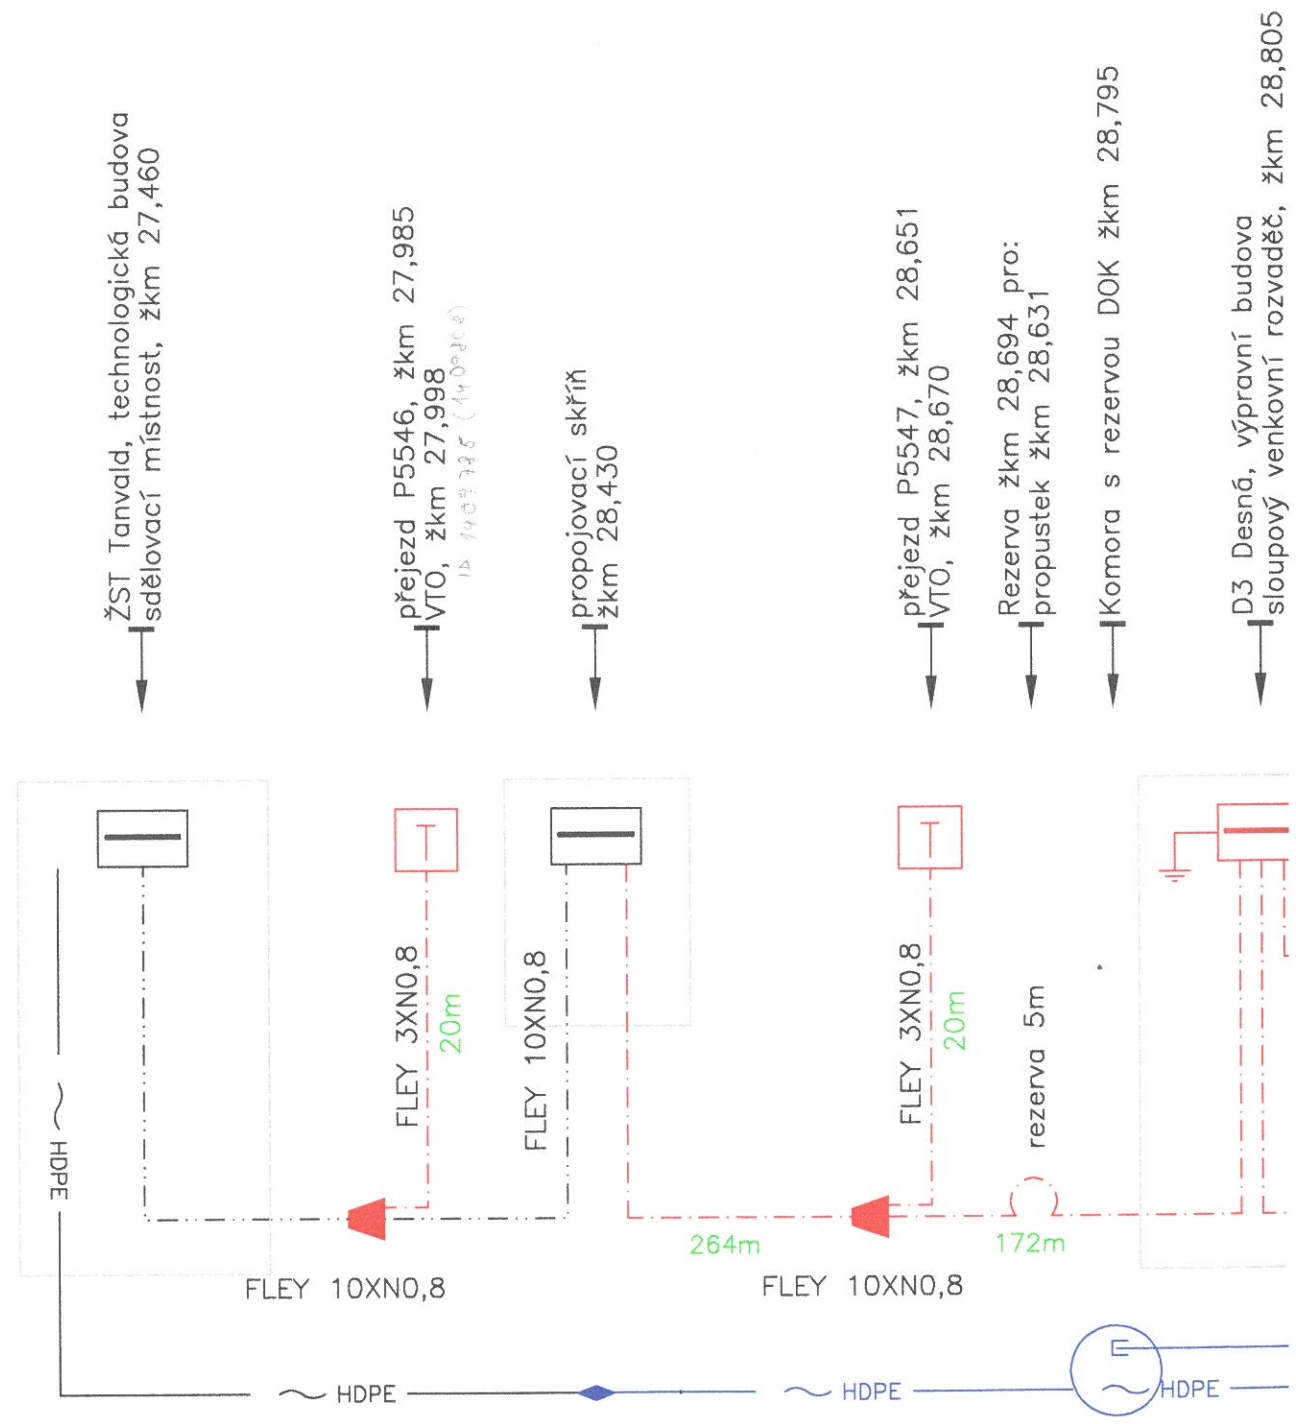 ŽST Tanvald, technologická budova
sdělovací místnost, žkm 27,460
přejezd P5546, žkm 27,985
VTO, žkm 27,998
propojovací skříň
žkm 28,430
přejezd P5547, žkm 28,651
VTO, žkm 28,670
Rezerva žkm 28,694 pro:
propustek žkm 28,631
Komora s rezervou DOK žkm 28,795
D3 Desná, výpravní budova
sloupový venkovní rozvaděč, žkm 28,805
HDPE
FLEY 3XN0,8
20m
FLEY 10XN0,8
FLEY 3XN0,8
20m
rezerva 5m
264m
172m
FLEY 10XN0,8
FLEY 10XN0,8
HDPE
HDPE
HDPE